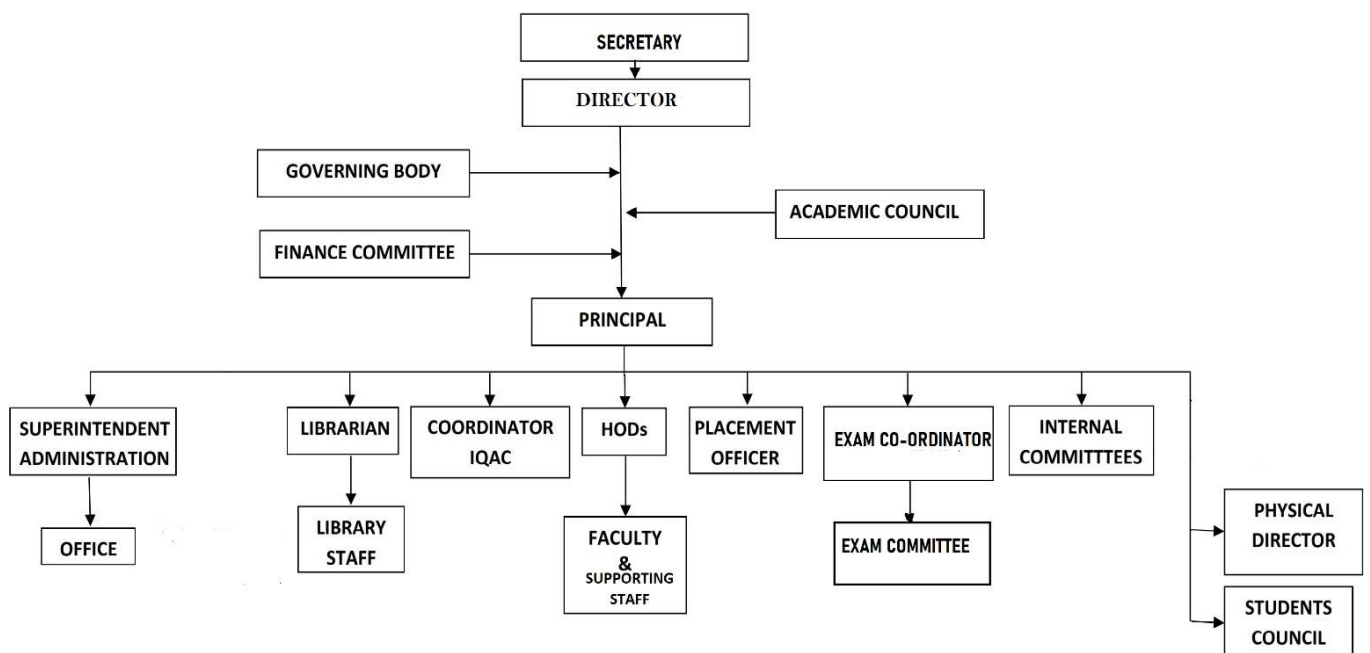 SECRETARY
DIRECTOR
GOVERNING BODY
ACADEMIC COUNCIL
FINANCE COMMITTEE
PRINCIPAL
SUPERINTENDENT
ADMINISTRATION
LIBRARIAN
COORDINATOR
IQAC
HODs
PLACEMENT
OFFICER
EXAM CO-ORDINATOR
INTERNAL
COMMITTTEES
OFFICE
LIBRARY
STAFF
FACULTY
&
SUPPORTING
STAFF
EXAM COMMITTEE
PHYSICAL
DIRECTOR
STUDENTS
COUNCIL